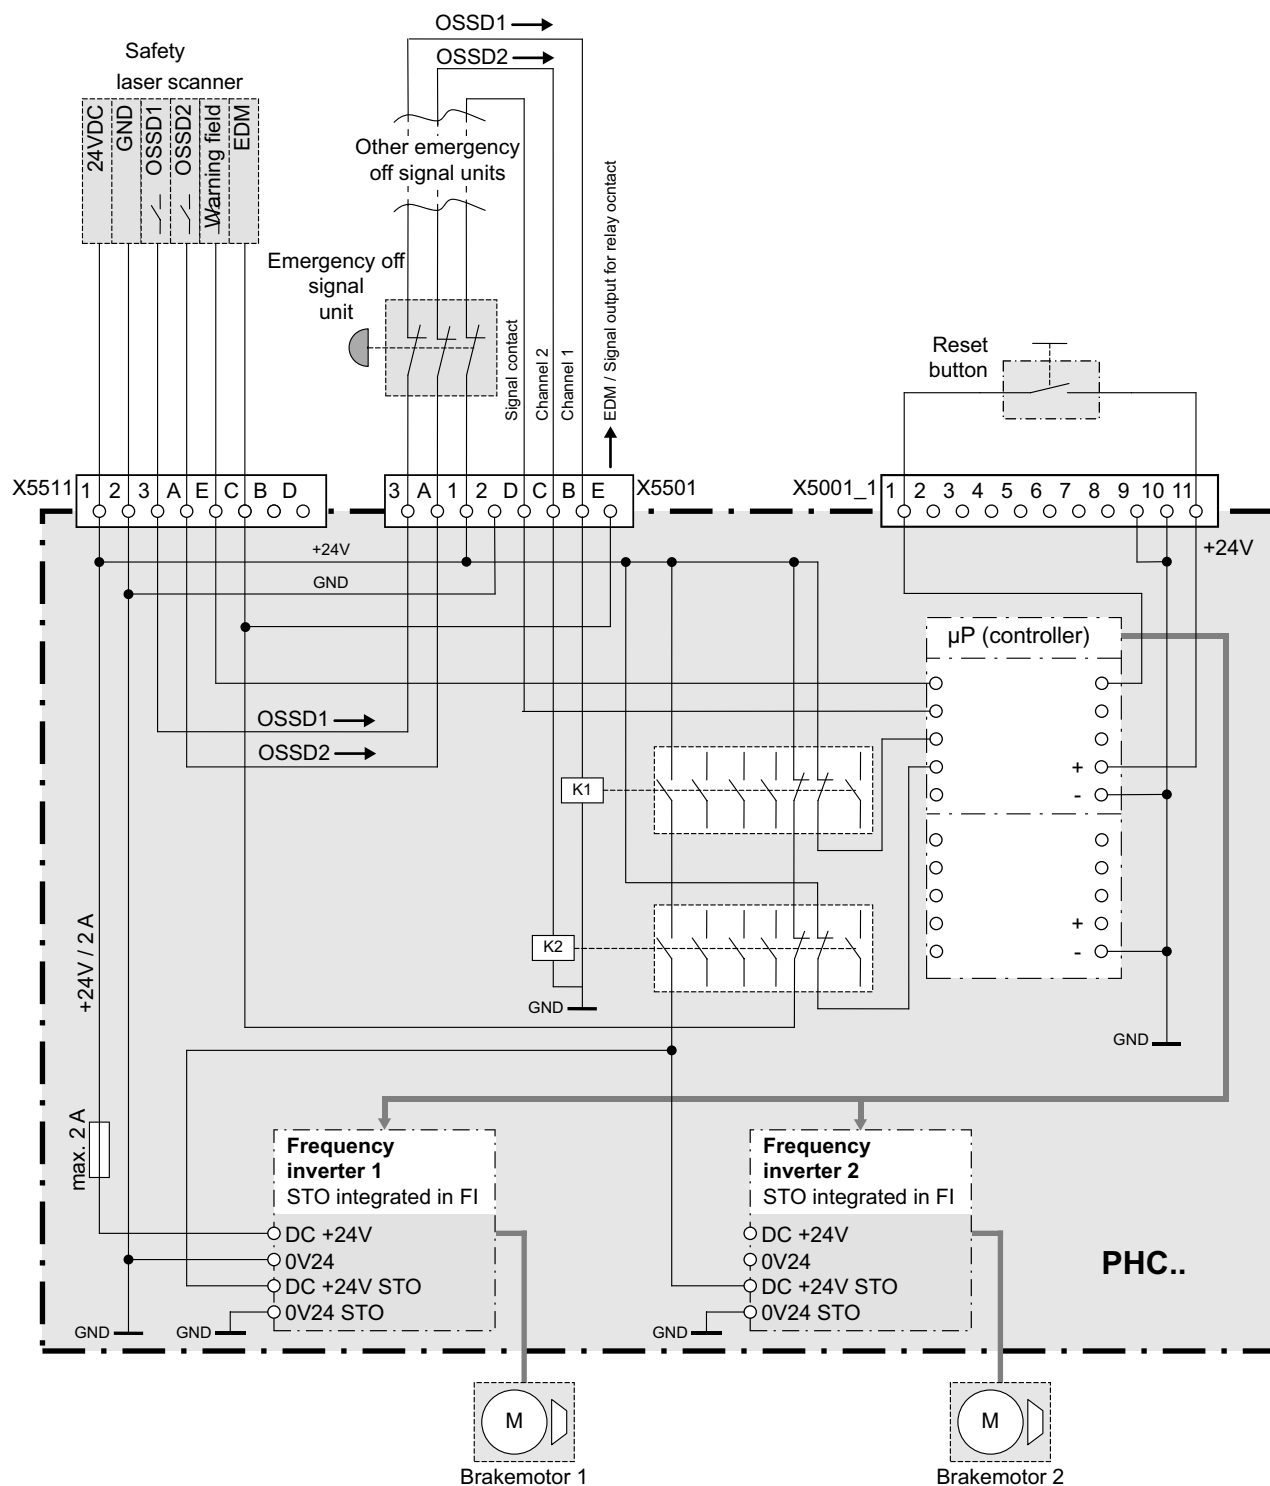 OSSD1
OSSD2
Safety
laser scanner
24VDC
GND
OSSD1
OSSD2
Warning field
EDM
Other emergency
off signal units
Emergency off
signal
unit
Signal contact
Channel 2
Channel 1
EDM / Signal output for relay ocntact
Reset
button
X5511
1 2 3 A E C B D
3 A 1 2 D C B E
X5501
X5001_1
1 2 3 4 5 6 7 8 9 10 11
+24V
+24V
GND
µP (controller)
OSSD1
OSSD2
+
-
K1
+
-
K2
GND
GND
+24V / 2 A
max. 2 A
Frequency
inverter 1
STO integrated in FI
DC +24V
0V24
DC +24V STO
0V24 STO
GND
GND
Frequency
inverter 2
STO integrated in FI
DC +24V
0V24
DC +24V STO
0V24 STO
GND
PHC..
M
Brakemotor 1
M
Brakemotor 2